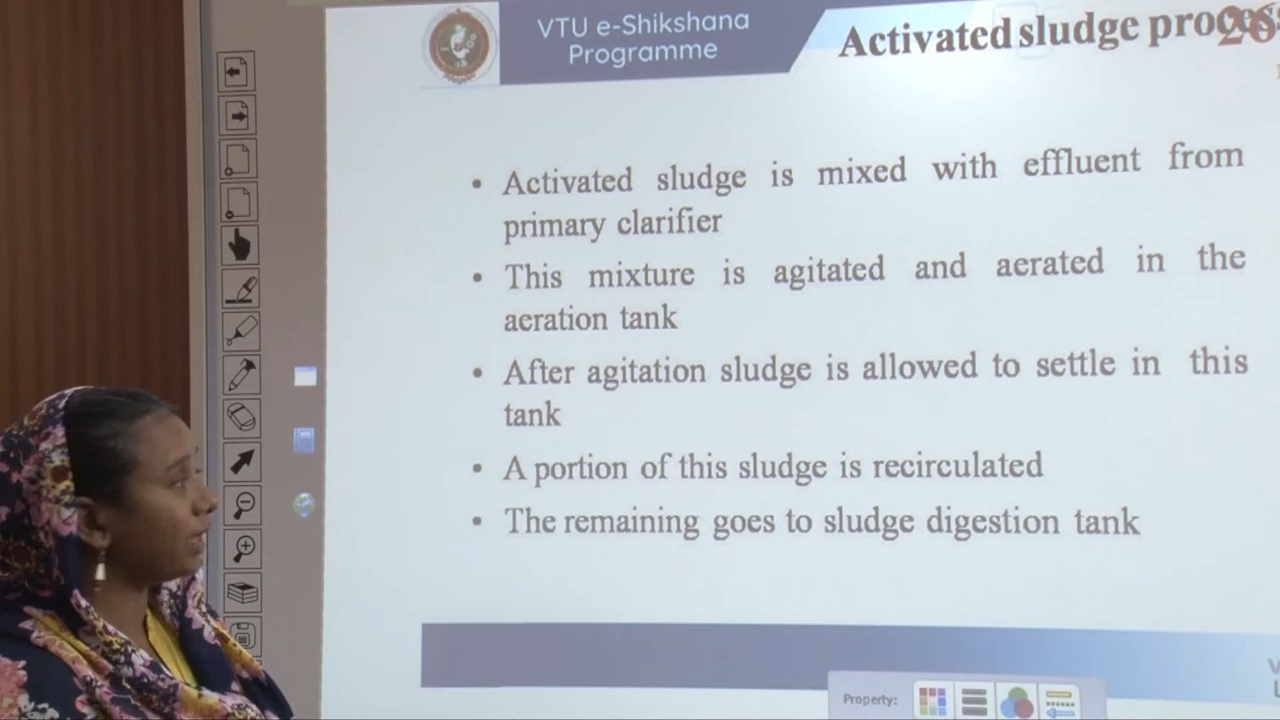 VTU e-Shikshana
Programme
Activated sludge process
26
• Activated sludge is mixed with effluent from
primary clarifier
• This mixture is agitated and aerated in the
aeration tank
• After agitation sludge is allowed to settle in this
tank
• A portion of this sludge is recirculated
• The remaining goes to sludge digestion tank
Property: